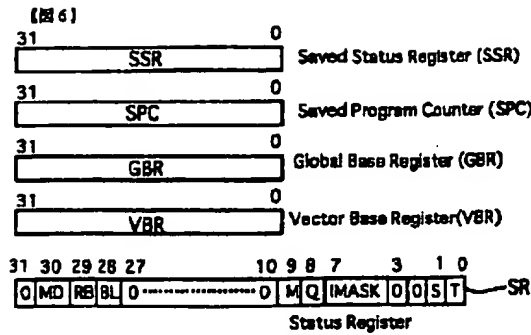 【図6】
31 0
SSR Saved Status Register (SSR)
31 0
SPC Saved Program Counter (SPC)
31 0
GBR Global Base Register (GBR)
31 0
VBR Vector Base Register(VBR)
31 30 29 28 27 10 9 8 7 3 1 0
0 MD RB BL 0 0 M Q IMASK 0 0 S T SR
Status Register